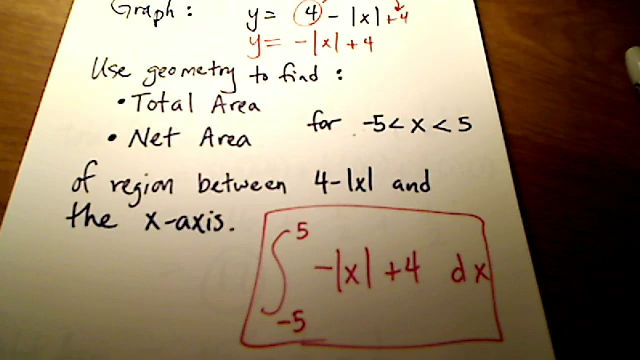 Graph: y = 4 - |x| +4
y = -|x| +4
Use geometry to find:
• Total Area
• Net Area for -5 < x < 5
of region between 4-|x| and
the x-axis.
∫_{-5}^{5} -|x| +4 dx